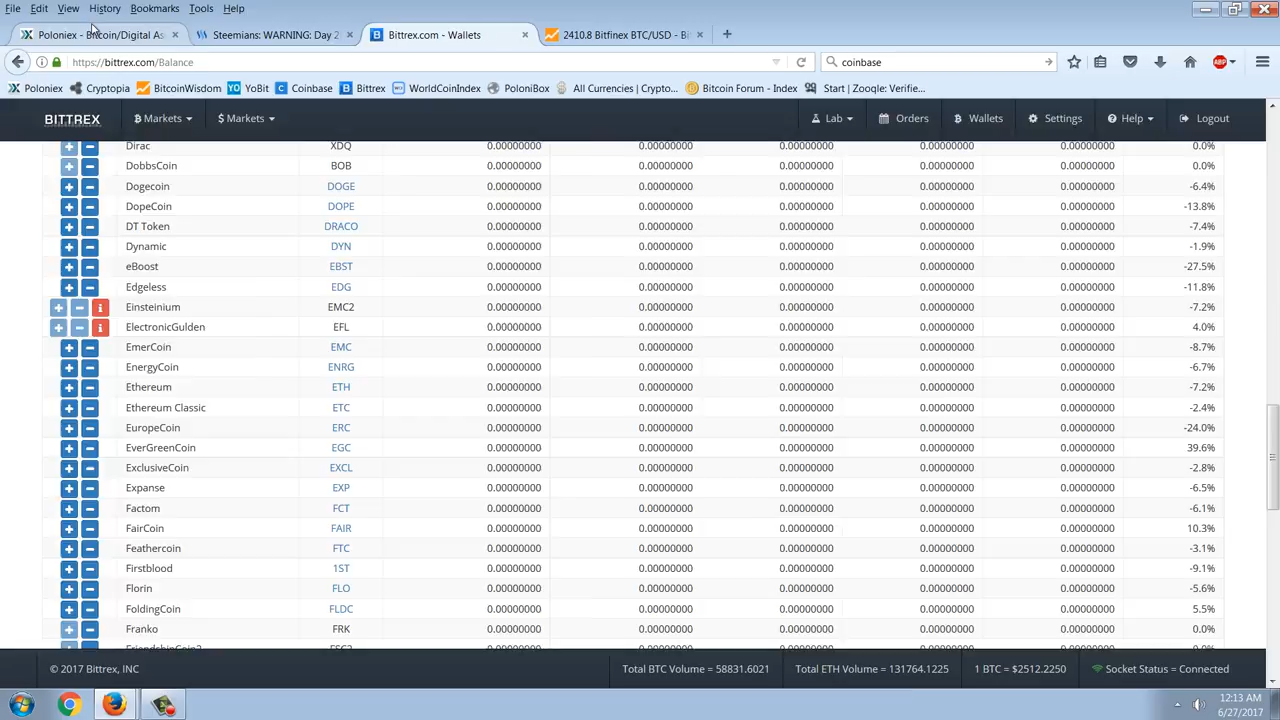 File Edit View History Bookmarks Tools Help
Poloniex - Bitcoin/Digital As
Steemians: WARNING: Day 2
Bittrex.com - Wallets
2410.8 Bitfinex BTC/USD - Bi
https://bittrex.com/Balance
coinbase
ABP
Poloniex Cryptopia BitcoinWisdom YoBit Coinbase Bittrex WorldCoinIndex PoloniBox All Currencies | Crypto... Bitcoin Forum - Index Start | Zooqle: Verifie...
BITTREX Markets $ Markets Lab Orders Wallets Settings Help Logout
Dirac XDQ 0.00000000 0.00000000 0.00000000 0.00000000 0.00000000 0.0%
DobbsCoin BOB 0.00000000 0.00000000 0.00000000 0.00000000 0.00000000 0.0%
Dogecoin DOGE 0.00000000 0.00000000 0.00000000 0.00000000 0.00000000 -6.4%
DopeCoin DOPE 0.00000000 0.00000000 0.00000000 0.00000000 0.00000000 -13.8%
DT Token DRACO 0.00000000 0.00000000 0.00000000 0.00000000 0.00000000 -7.4%
Dynamic DYN 0.00000000 0.00000000 0.00000000 0.00000000 0.00000000 -1.9%
eBoost EBST 0.00000000 0.00000000 0.00000000 0.00000000 0.00000000 -27.5%
Edgeless EDG 0.00000000 0.00000000 0.00000000 0.00000000 0.00000000 -11.8%
Einsteinium EMC2 0.00000000 0.00000000 0.00000000 0.00000000 0.00000000 -7.2%
ElectronicGulden EFL 0.00000000 0.00000000 0.00000000 0.00000000 0.00000000 4.0%
EmerCoin EMC 0.00000000 0.00000000 0.00000000 0.00000000 0.00000000 -8.7%
EnergyCoin ENRG 0.00000000 0.00000000 0.00000000 0.00000000 0.00000000 -6.7%
Ethereum ETH 0.00000000 0.00000000 0.00000000 0.00000000 0.00000000 -7.2%
Ethereum Classic ETC 0.00000000 0.00000000 0.00000000 0.00000000 0.00000000 -2.4%
EuropeCoin ERC 0.00000000 0.00000000 0.00000000 0.00000000 0.00000000 -24.0%
EverGreenCoin EGC 0.00000000 0.00000000 0.00000000 0.00000000 0.00000000 39.6%
ExclusiveCoin EXCL 0.00000000 0.00000000 0.00000000 0.00000000 0.00000000 -2.8%
Expanse EXP 0.00000000 0.00000000 0.00000000 0.00000000 0.00000000 -6.5%
Factom FCT 0.00000000 0.00000000 0.00000000 0.00000000 0.00000000 -6.1%
FairCoin FAIR 0.00000000 0.00000000 0.00000000 0.00000000 0.00000000 10.3%
Feathercoin FTC 0.00000000 0.00000000 0.00000000 0.00000000 0.00000000 -3.1%
Firstblood 1ST 0.00000000 0.00000000 0.00000000 0.00000000 0.00000000 -9.1%
Florin FLO 0.00000000 0.00000000 0.00000000 0.00000000 0.00000000 -5.6%
FoldingCoin FLDC 0.00000000 0.00000000 0.00000000 0.00000000 0.00000000 5.5%
Franko FRK 0.00000000 0.00000000 0.00000000 0.00000000 0.00000000 0.0%
© 2017 Bittrex, INC Total BTC Volume = 58831.6021 Total ETH Volume = 131764.1225 1 BTC = $2512.2250 Socket Status = Connected
12:13 AM
6/27/2017